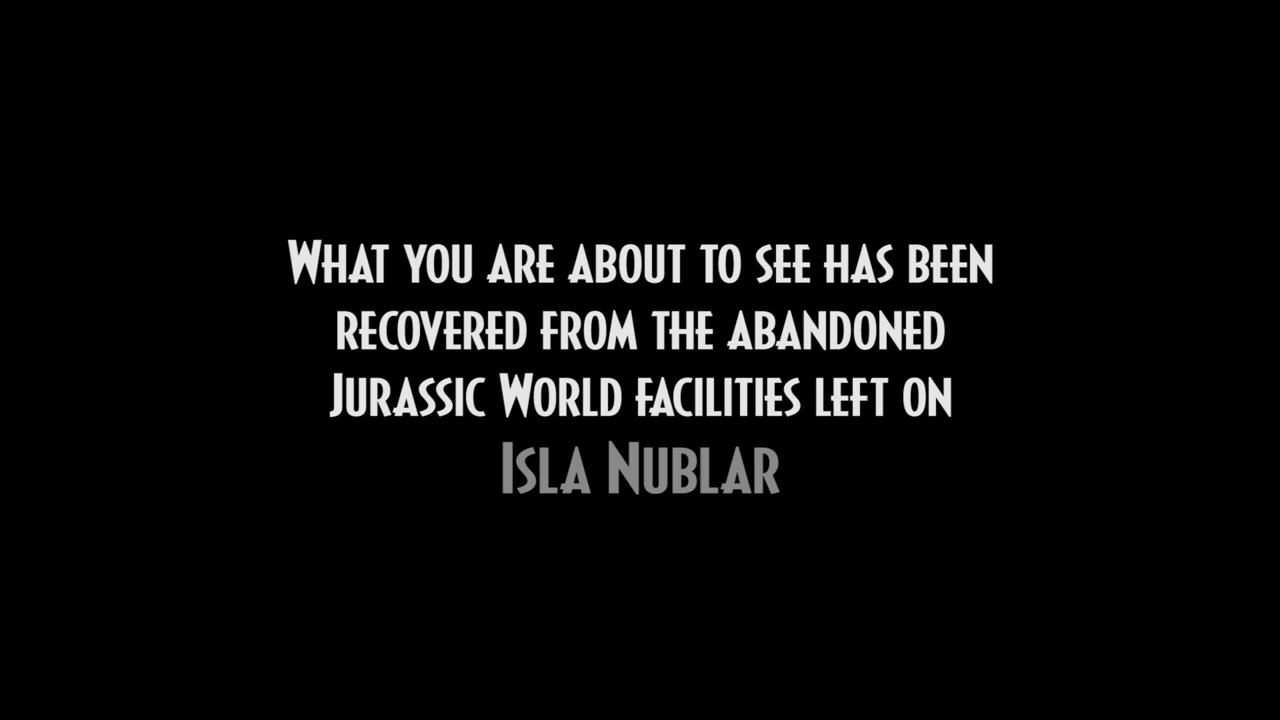 What you are about to see has been
recovered from the abandoned
Jurassic World facilities left on
Isla Nublar